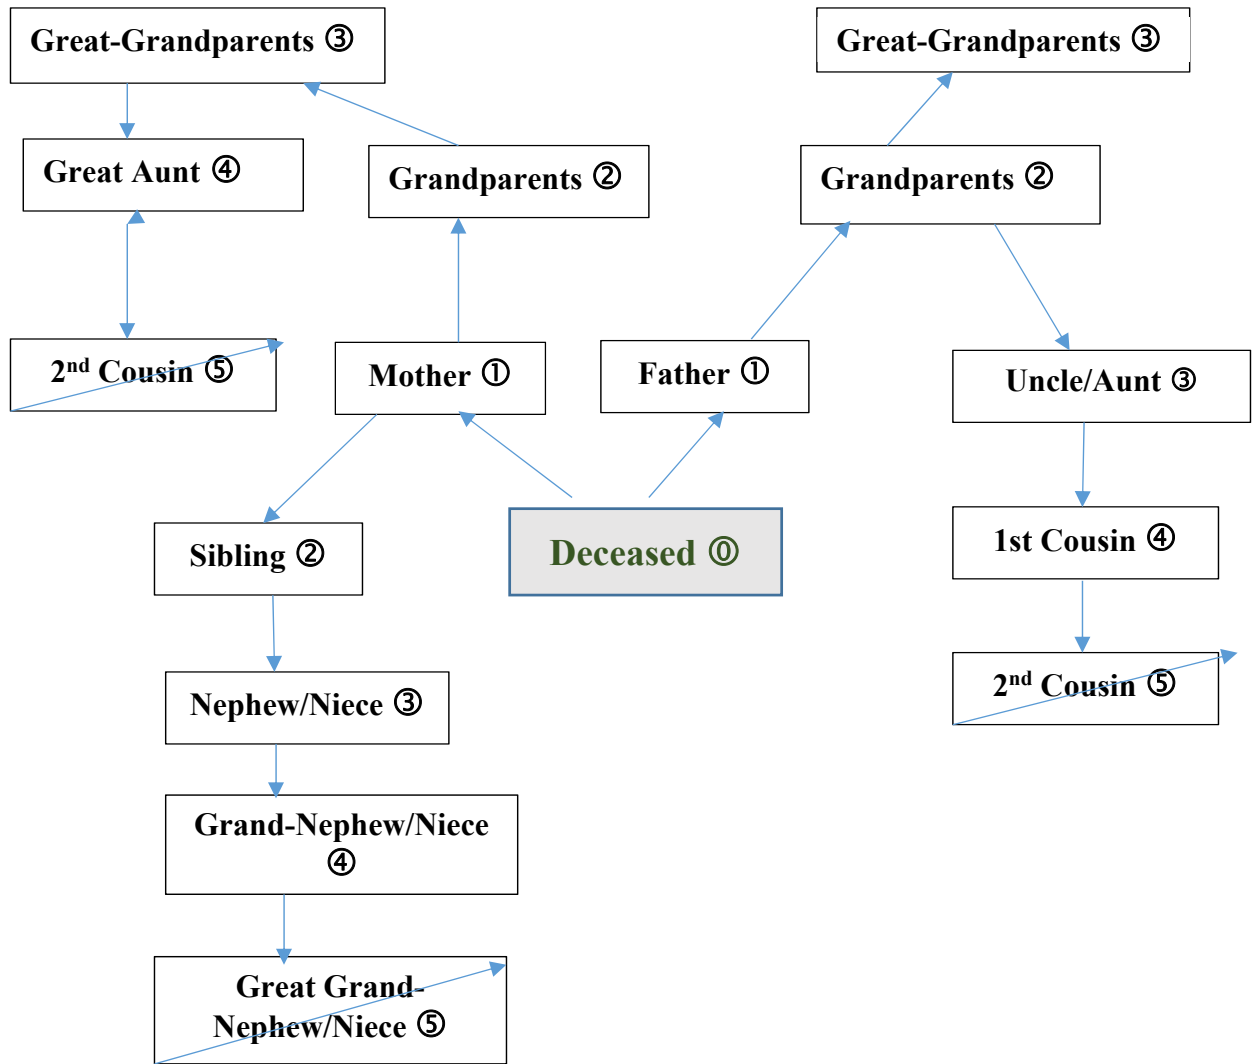 Great-Grandparents ③
Great-Grandparents ③
Great Aunt ④
Grandparents ②
Grandparents ②
2nd Cousin ⑤
Mother ①
Father ①
Uncle/Aunt ③
Sibling ②
Deceased ⓪
1st Cousin ④
Nephew/Niece ③
2nd Cousin ⑤
Grand-Nephew/Niece
④
Great Grand-
Nephew/Niece ⑤